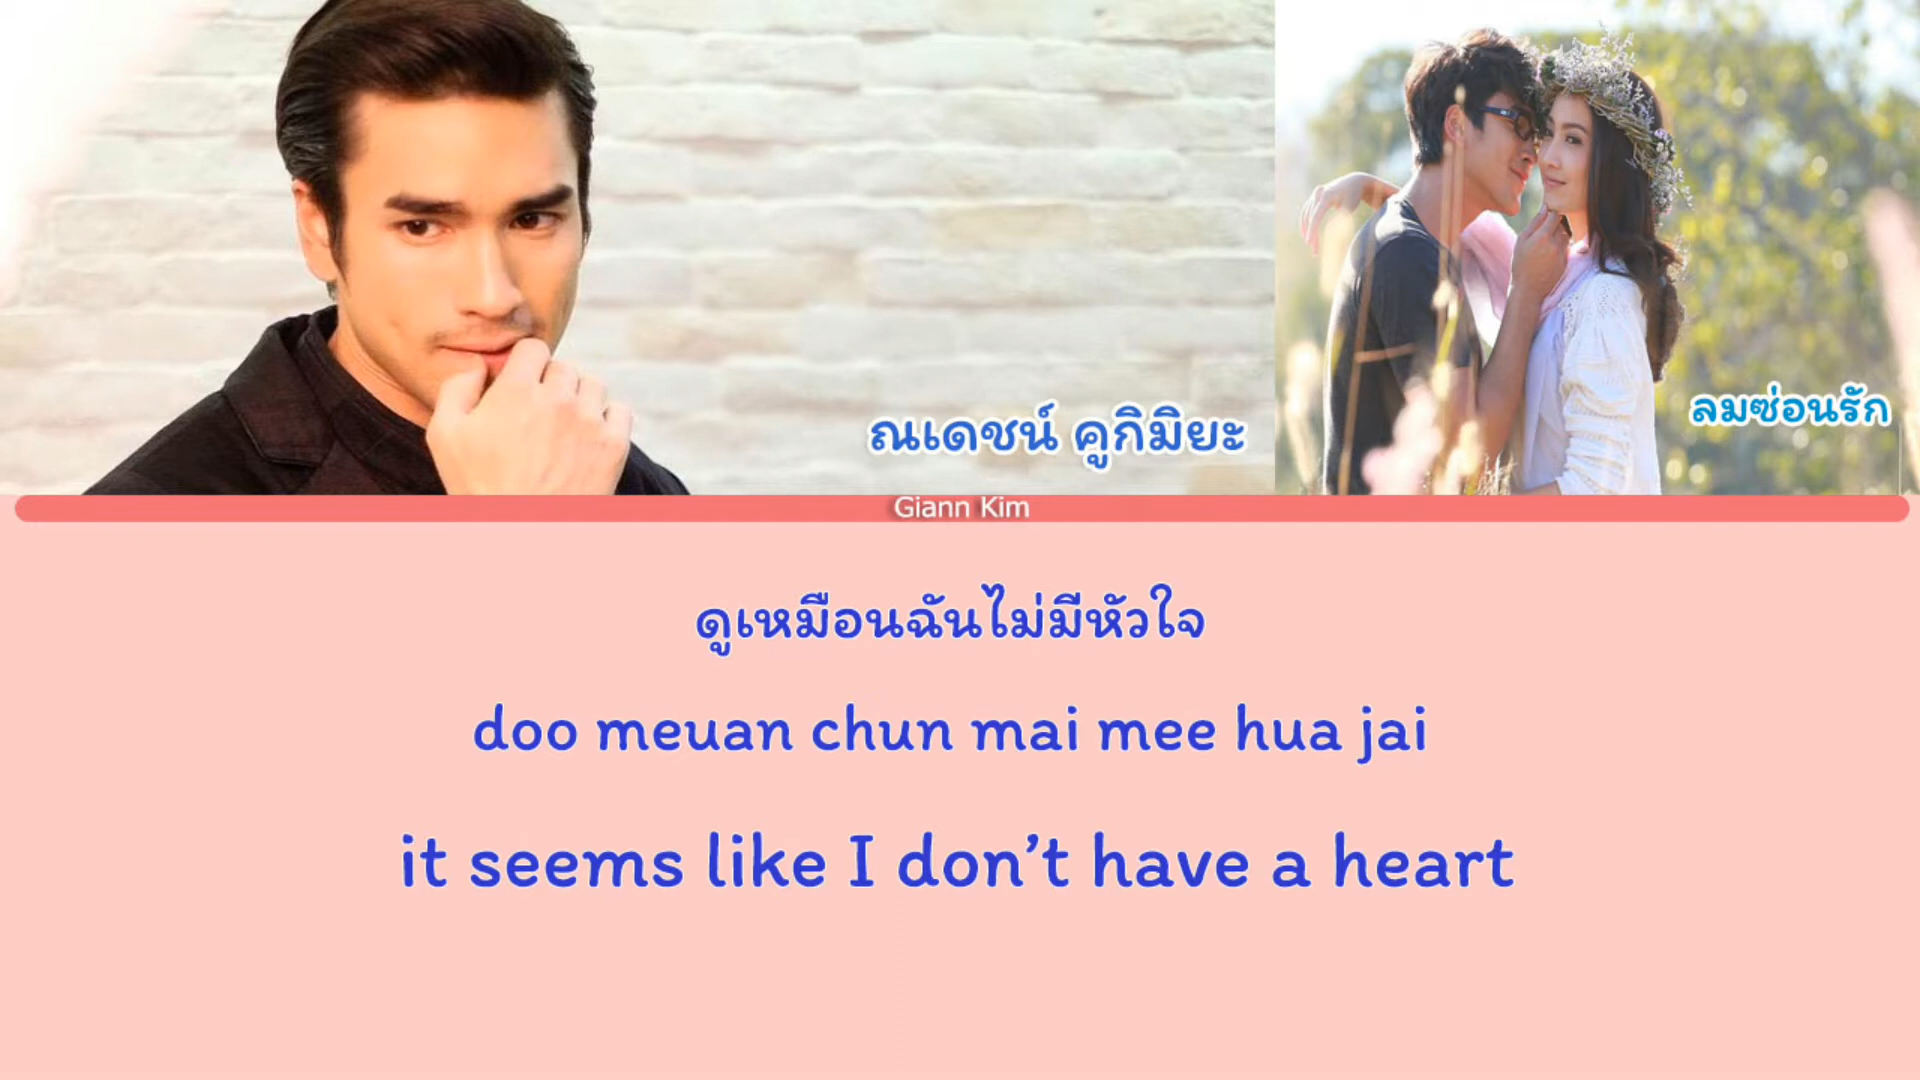 ณเดชน์ คูกิมิยะ
ลมซ่อนรัก
Giann Kim
ดูเหมือนฉันไม่มีหัวใจ
doo meuan chun mai mee hua jai
it seems like I don’t have a heart